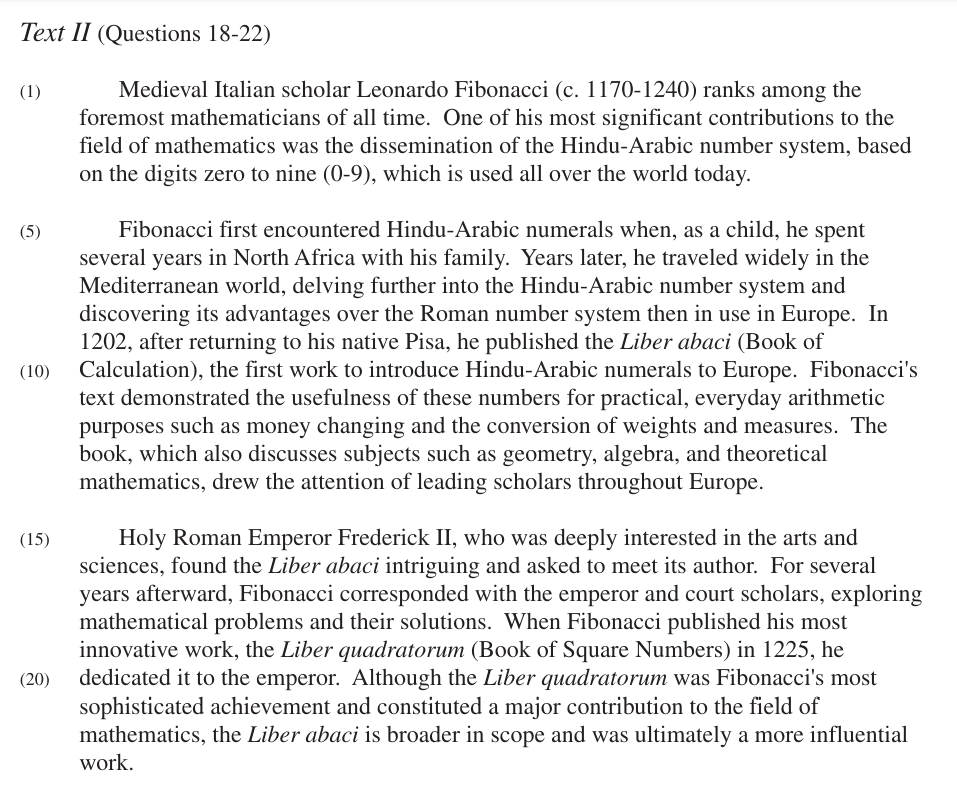 Text II (Questions 18-22)
(1) Medieval Italian scholar Leonardo Fibonacci (c. 1170-1240) ranks among the
foremost mathematicians of all time. One of his most significant contributions to the
field of mathematics was the dissemination of the Hindu-Arabic number system, based
on the digits zero to nine (0-9), which is used all over the world today.
(5) Fibonacci first encountered Hindu-Arabic numerals when, as a child, he spent
several years in North Africa with his family. Years later, he traveled widely in the
Mediterranean world, delving further into the Hindu-Arabic number system and
discovering its advantages over the Roman number system then in use in Europe. In
1202, after returning to his native Pisa, he published the Liber abaci (Book of
(10) Calculation), the first work to introduce Hindu-Arabic numerals to Europe. Fibonacci's
text demonstrated the usefulness of these numbers for practical, everyday arithmetic
purposes such as money changing and the conversion of weights and measures. The
book, which also discusses subjects such as geometry, algebra, and theoretical
mathematics, drew the attention of leading scholars throughout Europe.
(15) Holy Roman Emperor Frederick II, who was deeply interested in the arts and
sciences, found the Liber abaci intriguing and asked to meet its author. For several
years afterward, Fibonacci corresponded with the emperor and court scholars, exploring
mathematical problems and their solutions. When Fibonacci published his most
innovative work, the Liber quadratorum (Book of Square Numbers) in 1225, he
(20) dedicated it to the emperor. Although the Liber quadratorum was Fibonacci's most
sophisticated achievement and constituted a major contribution to the field of
mathematics, the Liber abaci is broader in scope and was ultimately a more influential
work.